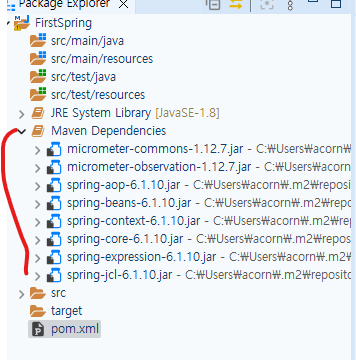 Package Explorer
FirstSpring
src/main/java
src/main/resources
src/test/java
src/test/resources
JRE System Library [JavaSE-1.8]
Maven Dependencies
micrometer-commons-1.12.7.jar - C:₩Users₩acorn₩.m
micrometer-observation-1.12.7.jar - C:₩Users₩acorn₩
spring-aop-6.1.10.jar - C:₩Users₩acorn₩.m2₩reposi
spring-beans-6.1.10.jar - C:₩Users₩acorn₩.m2₩repo
spring-context-6.1.10.jar - C:₩Users₩acorn₩.m2₩rep
spring-core-6.1.10.jar - C:₩Users₩acorn₩.m2₩reposi
spring-expression-6.1.10.jar - C:₩Users₩acorn₩.m2₩
spring-jcl-6.1.10.jar - C:₩Users₩acorn₩.m2₩reposito
src
target
pom.xml